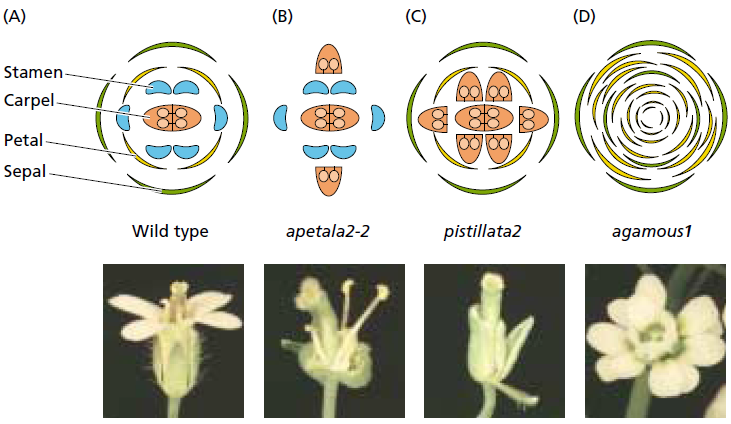 (A)
(B)
(C)
(D)
Stamen
Carpel
Petal
Sepal
Wild type
apetala2-2
pistillata2
agamous1